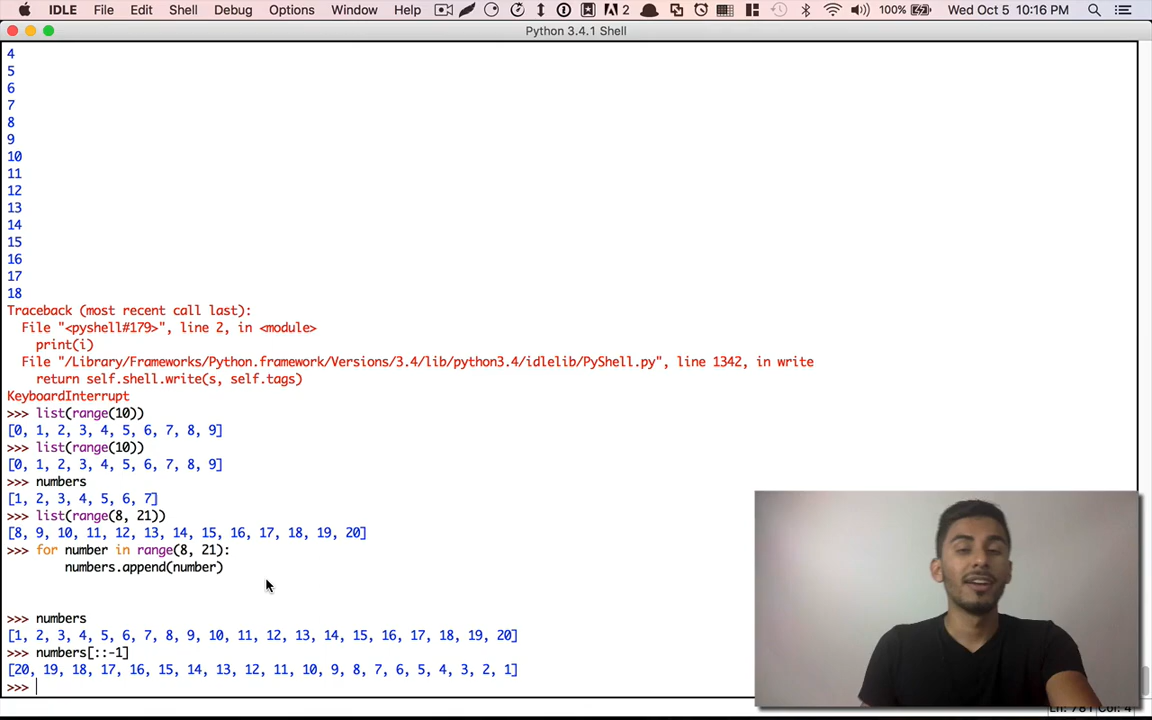 IDLE File Edit Shell Debug Options Window Help 2 100% Wed Oct 5 10:16 PM
Python 3.4.1 Shell
4
5
6
7
8
9
10
11
12
13
14
15
16
17
18
Traceback (most recent call last):
  File "<pyshell#179>", line 2, in <module>
    print(i)
  File "/Library/Frameworks/Python.framework/Versions/3.4/lib/python3.4/idlelib/PyShell.py", line 1342, in write
    return self.shell.write(s, self.tags)
KeyboardInterrupt
>>> list(range(10))
[0, 1, 2, 3, 4, 5, 6, 7, 8, 9]
>>> list(range(10))
[0, 1, 2, 3, 4, 5, 6, 7, 8, 9]
>>> numbers
[1, 2, 3, 4, 5, 6, 7]
>>> list(range(8, 21))
[8, 9, 10, 11, 12, 13, 14, 15, 16, 17, 18, 19, 20]
>>> for number in range(8, 21):
        numbers.append(number)
>>> numbers
[1, 2, 3, 4, 5, 6, 7, 8, 9, 10, 11, 12, 13, 14, 15, 16, 17, 18, 19, 20]
>>> numbers[::-1]
[20, 19, 18, 17, 16, 15, 14, 13, 12, 11, 10, 9, 8, 7, 6, 5, 4, 3, 2, 1]
>>>
Ln: 781 Col: 4